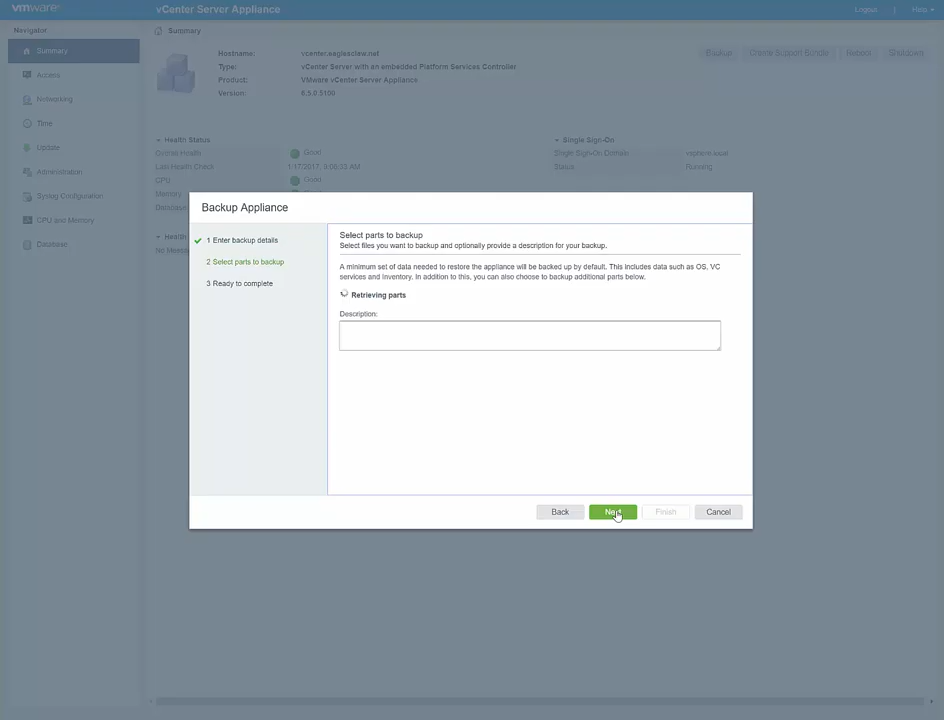 vmware
vCenter Server Appliance
Logout | Help
Navigator
Summary
Access
Networking
Time
Update
Administration
Syslog Configuration
CPU and Memory
Database
Summary
Hostname: vcenter.eaglesclaw.net
Type: vCenter Server with an embedded Platform Services Controller
Product: VMware vCenter Server Appliance
Version: 6.5.0.5100
Backup
Create Support Bundle
Reboot
Shutdown
Health Status
Overall Health Good
Last Health Check 1/17/2017, 9:06:33 AM
CPU Good
Memory
Database
Health
No Messa
Single Sign-On
Single Sign-On Domain vsphere.local
Status Running
Backup Appliance
1 Enter backup details
2 Select parts to backup
3 Ready to complete
Select parts to backup
Select files you want to backup and optionally provide a description for your backup.
A minimum set of data needed to restore the appliance will be backed up by default. This includes data such as OS, VC
services and Inventory. In addition to this, you can also choose to backup additional parts below.
Retrieving parts
Description:
Back
Next
Finish
Cancel